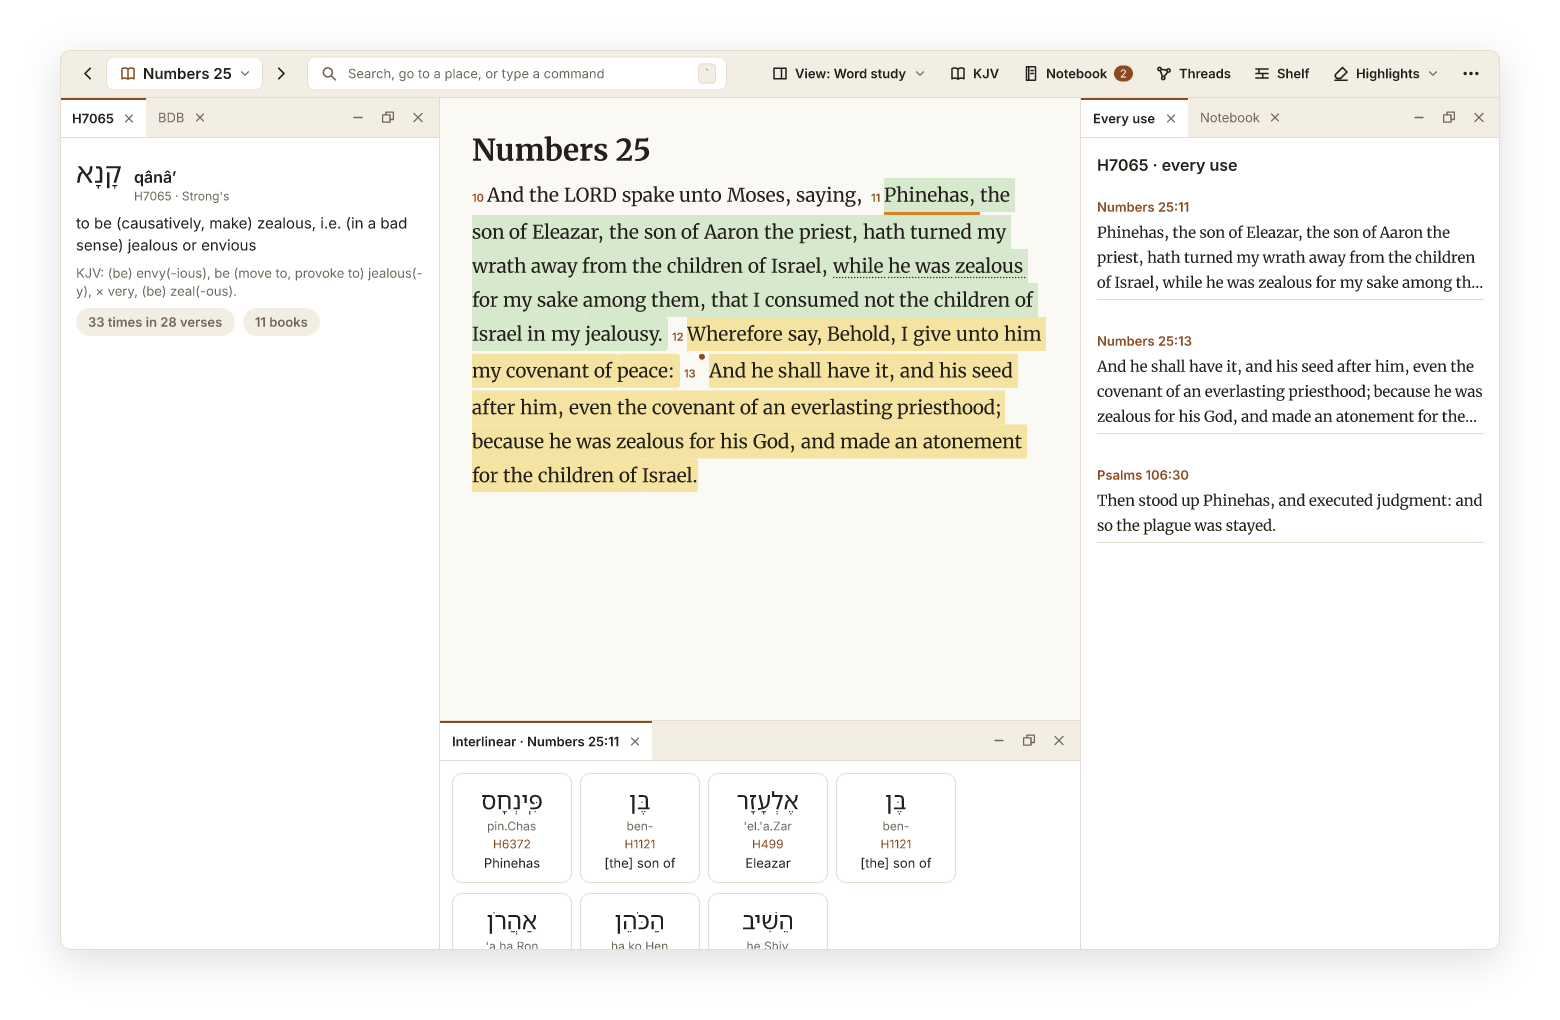 Numbers 25
Search, go to a place, or type a command
`
View: Word study
KJV
Notebook 2
Threads
Shelf
Highlights
H7065
BDB
קָנָא qânâʼ
H7065 · Strong's
to be (causatively, make) zealous, i.e. (in a bad
sense) jealous or envious
KJV: (be) envy(-ious), be (move to, provoke to) jealous(-
y), × very, (be) zeal(-ous).
33 times in 28 verses
11 books
Numbers 25
10 And the LORD spake unto Moses, saying, 11 Phinehas, the
son of Eleazar, the son of Aaron the priest, hath turned my
wrath away from the children of Israel, while he was zealous
for my sake among them, that I consumed not the children of
Israel in my jealousy. 12 Wherefore say, Behold, I give unto him
my covenant of peace: 13 And he shall have it, and his seed
after him, even the covenant of an everlasting priesthood;
because he was zealous for his God, and made an atonement
for the children of Israel.
Interlinear · Numbers 25:11
פִּֽינְחָס
pin.Chas
H6372
Phinehas
בֶּן
ben-
H1121
[the] son of
אֶלְעָזָר
'el.'a.Zar
H499
Eleazar
בֶּן
ben-
H1121
[the] son of
אַהֲרֹן
'a.ha.Ron
הַכֹּהֵן
ha.ko.Hen
הֵשִׁיב
he.Shiv
Every use
Notebook
H7065 · every use
Numbers 25:11
Phinehas, the son of Eleazar, the son of Aaron the
priest, hath turned my wrath away from the children
of Israel, while he was zealous for my sake among th...
Numbers 25:13
And he shall have it, and his seed after him, even the
covenant of an everlasting priesthood; because he was
zealous for his God, and made an atonement for the...
Psalms 106:30
Then stood up Phinehas, and executed judgment: and
so the plague was stayed.